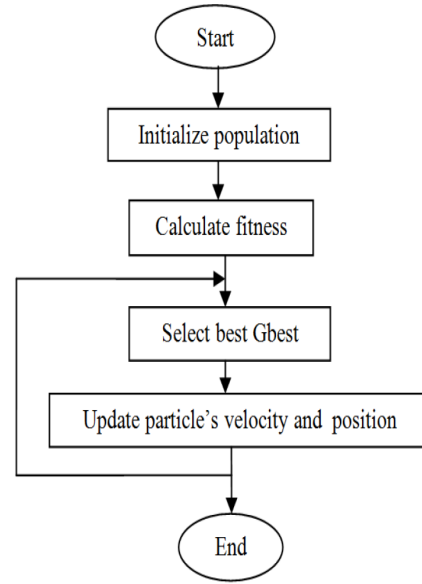 Start
Initialize population
Calculate fitness
Select best Gbest
Update particle's velocity and position
End